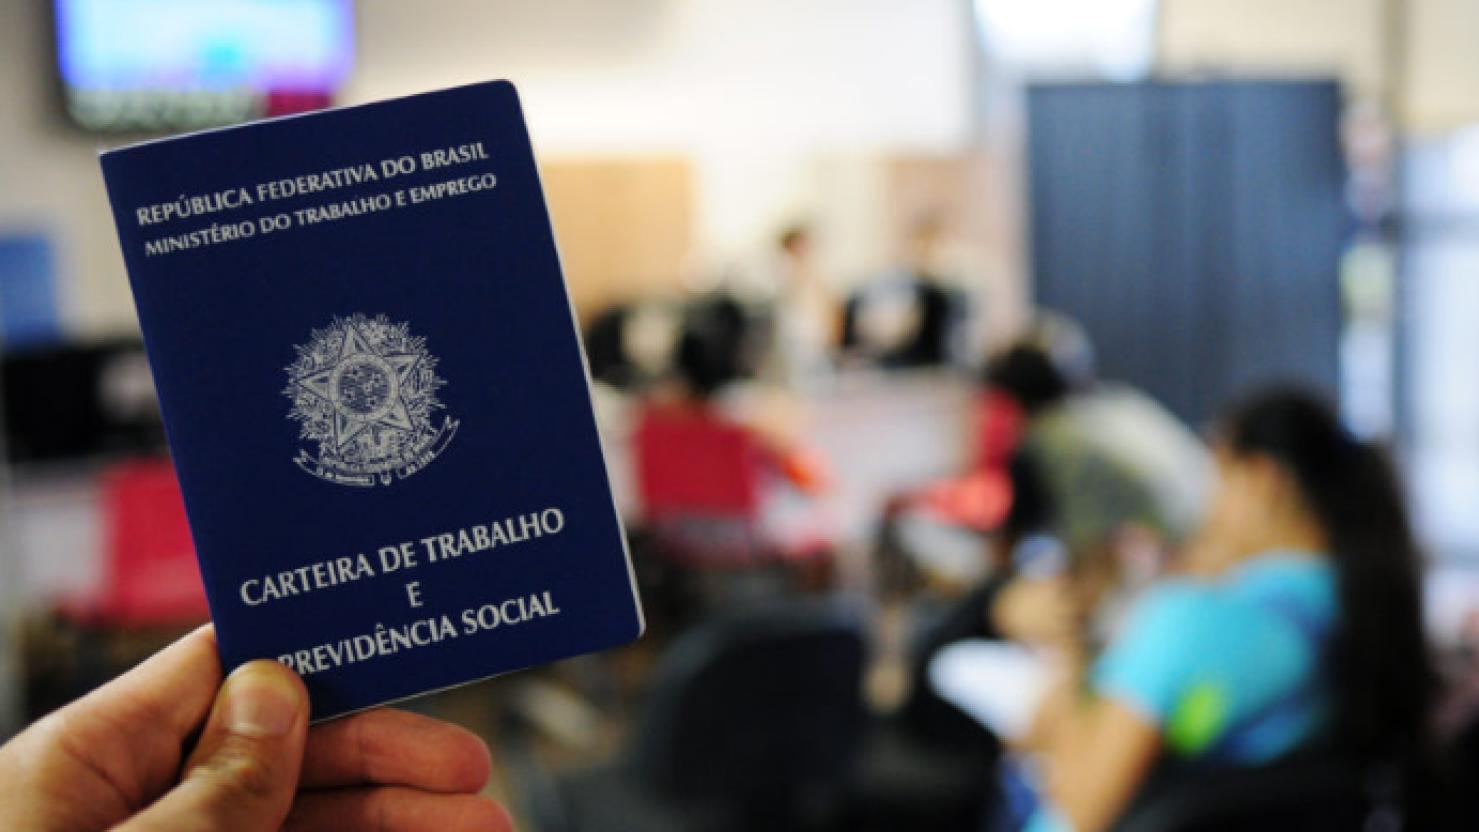 REPÚBLICA FEDERATIVA DO BRASIL
MINISTÉRIO DO TRABALHO E EMPREGO
CARTEIRA DE TRABALHO
E
PREVIDÊNCIA SOCIAL